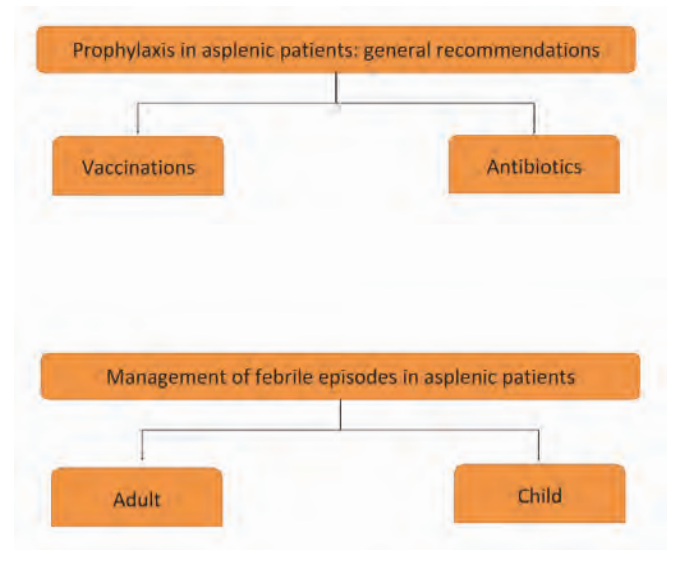 Prophylaxis in asplenic patients: general recommendations
Vaccinations
Antibiotics
Management of febrile episodes in asplenic patients
Adult
Child